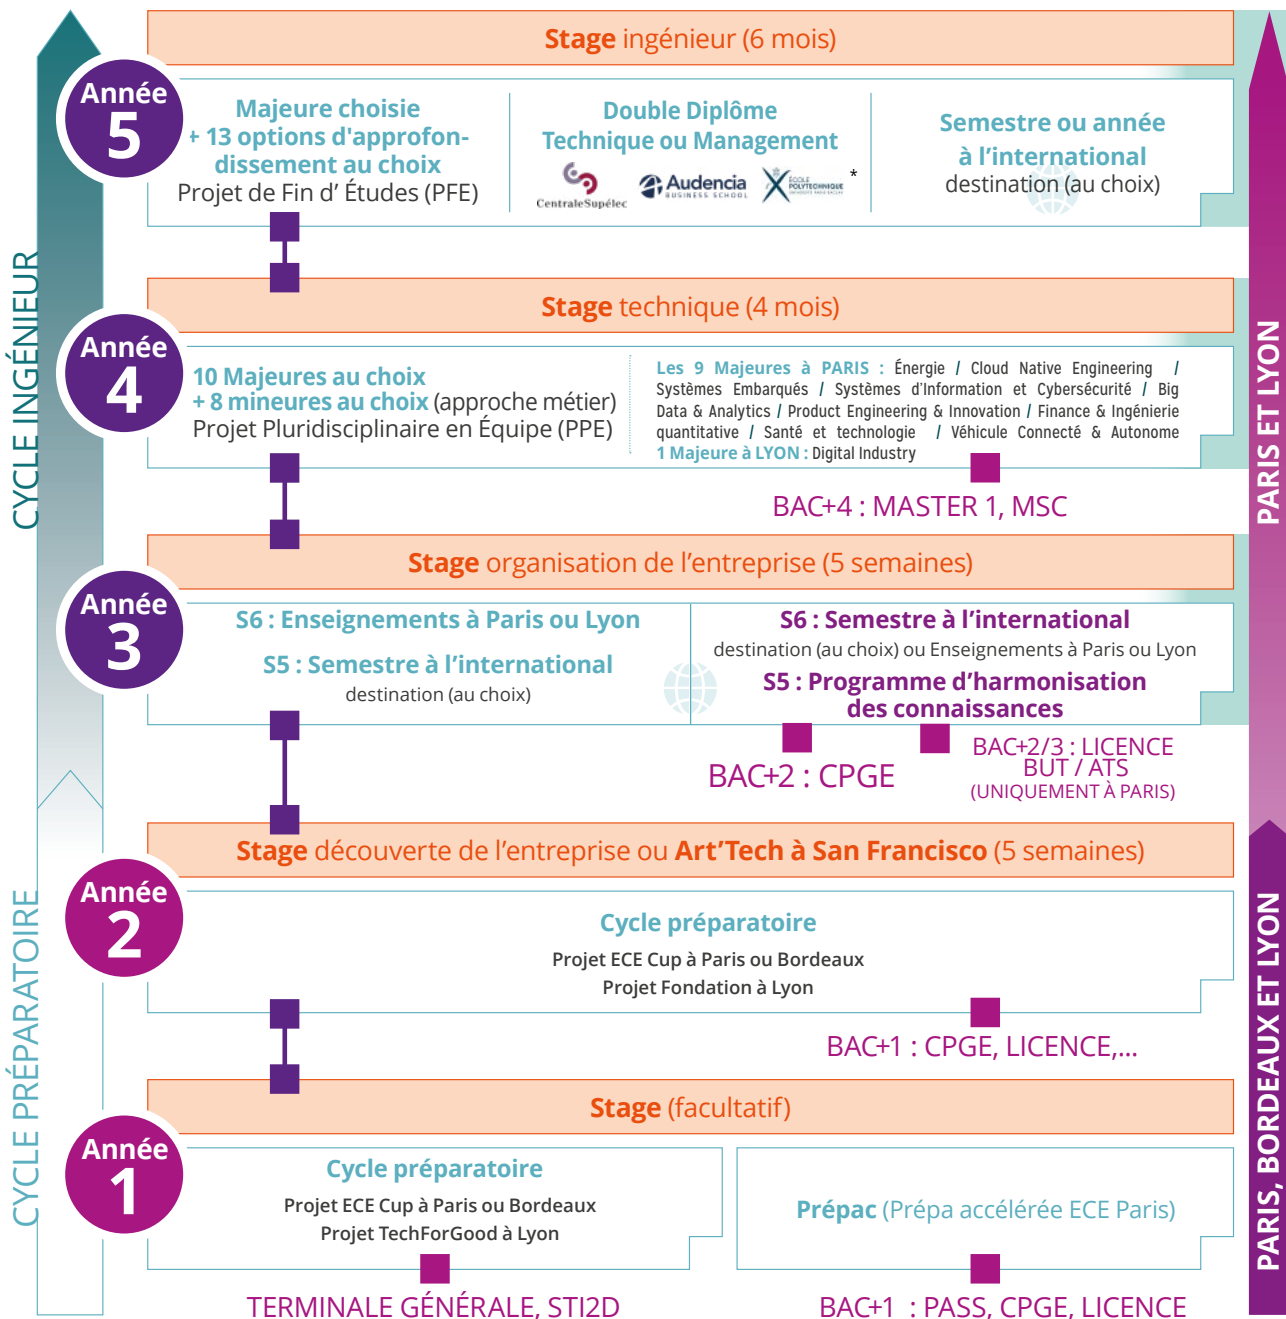 Stage ingénieur (6 mois)
Année
5
Majeure choisie
+ 13 options d'approfon-
dissement au choix
Projet de Fin d’ Études (PFE)
Double Diplôme
Technique ou Management
CentraleSupélec
Audencia
BUSINESS SCHOOL
ÉCOLE
POLYTECHNIQUE
UNIVERSITÉ PARIS-SACLAY
*
Semestre ou année
à l’international
destination (au choix)
CYCLE INGÉNIEUR
PARIS ET LYON
Stage technique (4 mois)
Année
4
10 Majeures au choix
+ 8 mineures au choix (approche métier)
Projet Pluridisciplinaire en Équipe (PPE)
Les 9 Majeures à PARIS : Énergie / Cloud Native Engineering /
Systèmes Embarqués / Systèmes d’Information et Cybersécurité / Big
Data & Analytics / Product Engineering & Innovation / Finance & Ingénierie
quantitative / Santé et technologie / Véhicule Connecté & Autonome
1 Majeure à LYON : Digital Industry
BAC+4 : MASTER 1, MSC
Stage organisation de l’entreprise (5 semaines)
Année
3
S6 : Enseignements à Paris ou Lyon
S5 : Semestre à l’international
destination (au choix)
S6 : Semestre à l’international
destination (au choix) ou Enseignements à Paris ou Lyon
S5 : Programme d’harmonisation
des connaissances
BAC+2 : CPGE
BAC+2/3 : LICENCE
BUT / ATS
(UNIQUEMENT À PARIS)
Stage découverte de l’entreprise ou Art’Tech à San Francisco (5 semaines)
Année
2
Cycle préparatoire
Projet ECE Cup à Paris ou Bordeaux
Projet Fondation à Lyon
BAC+1 : CPGE, LICENCE,...
CYCLE PRÉPARATOIRE
PARIS, BORDEAUX ET LYON
Stage (facultatif)
Année
1
Cycle préparatoire
Projet ECE Cup à Paris ou Bordeaux
Projet TechForGood à Lyon
Prépac (Prépa accélérée ECE Paris)
TERMINALE GÉNÉRALE, STI2D
BAC+1 : PASS, CPGE, LICENCE